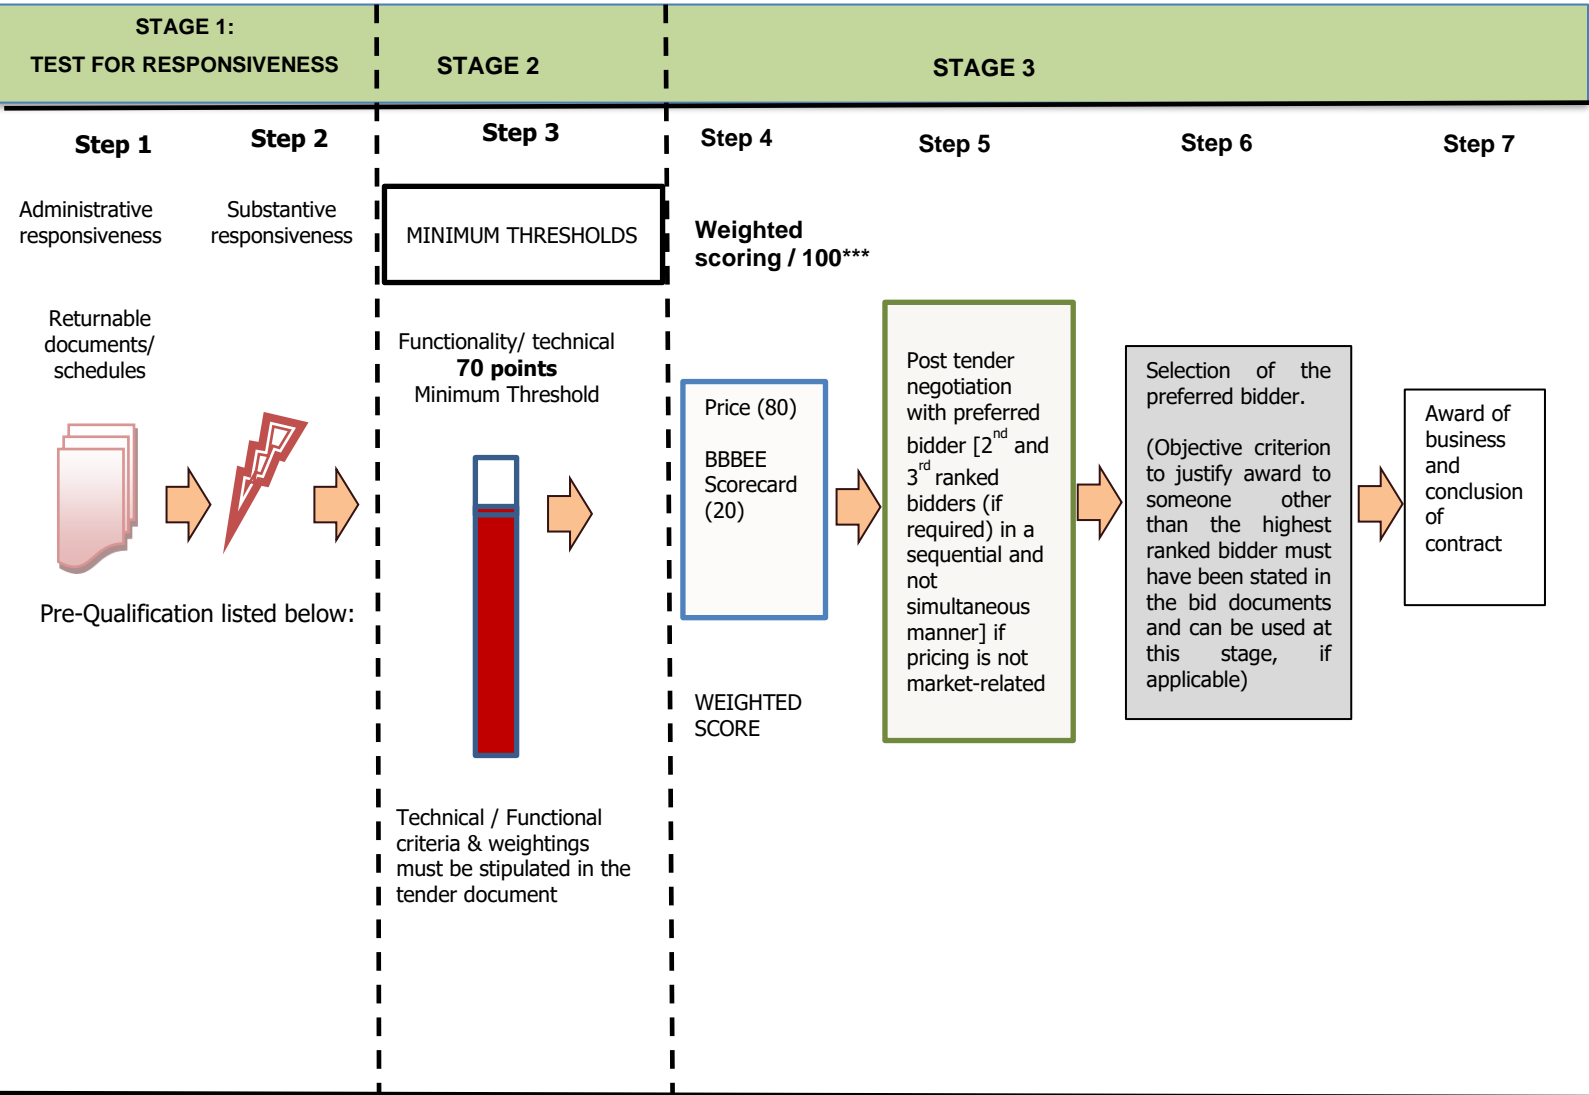 STAGE 1:
TEST FOR RESPONSIVENESS
STAGE 2
STAGE 3
Step 1
Step 2
Step 3
Step 4
Step 5
Step 6
Step 7
Administrative
responsiveness
Substantive
responsiveness
MINIMUM THRESHOLDS
Weighted
scoring / 100***
Returnable
documents/
schedules
Pre-Qualification listed below:
Functionality/ technical
70 points
Minimum Threshold
Technical / Functional
criteria & weightings
must be stipulated in the
tender document
Price (80)
BBBEE
Scorecard
(20)
WEIGHTED
SCORE
Post tender
negotiation
with preferred
bidder [2nd and
3rd ranked
bidders (if
required) in a
sequential and
not
simultaneous
manner] if
pricing is not
market-related
Selection of the
preferred bidder.
(Objective criterion
to justify award to
someone other
than the highest
ranked bidder must
have been stated in
the bid documents
and can be used at
this stage, if
applicable)
Award of
business
and
conclusion
of
contract